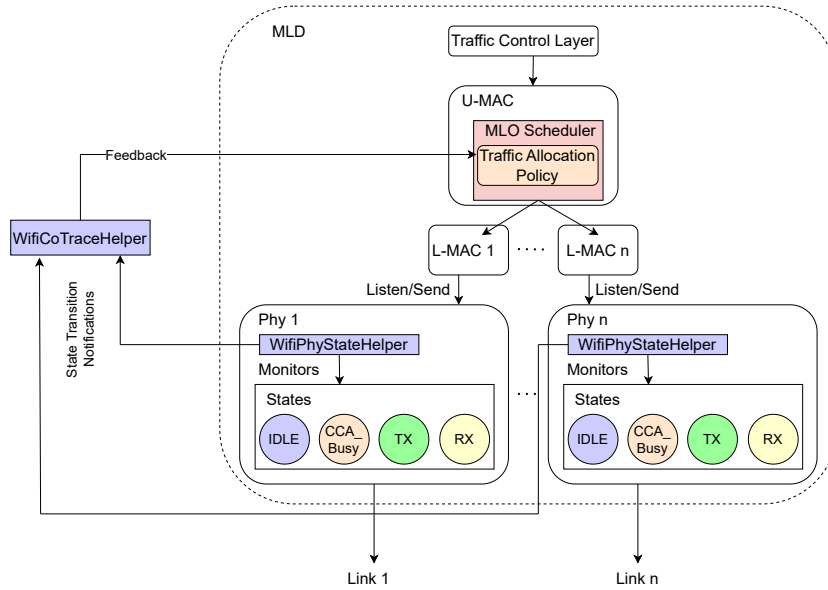 MLD
Traffic Control Layer
U-MAC
MLO Scheduler
Traffic Allocation
Policy
Feedback
WifiCoTraceHelper
L-MAC 1
....
L-MAC n
Listen/Send
Listen/Send
State Transition
Notifications
Phy 1
WifiPhyStateHelper
Monitors
States
IDLE
CCA_
Busy
TX
RX
...
Phy n
WifiPhyStateHelper
Monitors
States
IDLE
CCA_
Busy
TX
RX
Link 1
Link n